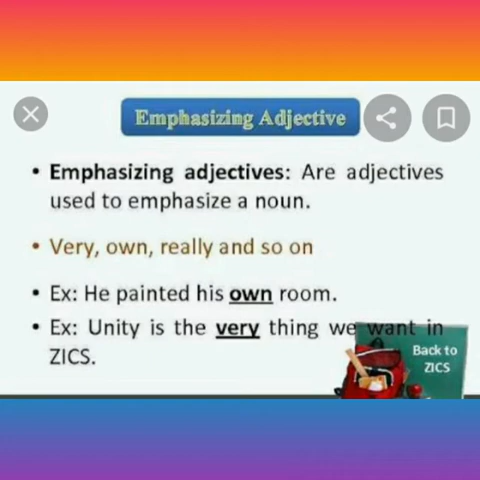 Emphasizing Adjective
• Emphasizing adjectives: Are adjectives
used to emphasize a noun.
• Very, own, really and so on
• Ex: He painted his own room.
• Ex: Unity is the very thing we want in
ZICS.
Back to
ZICS